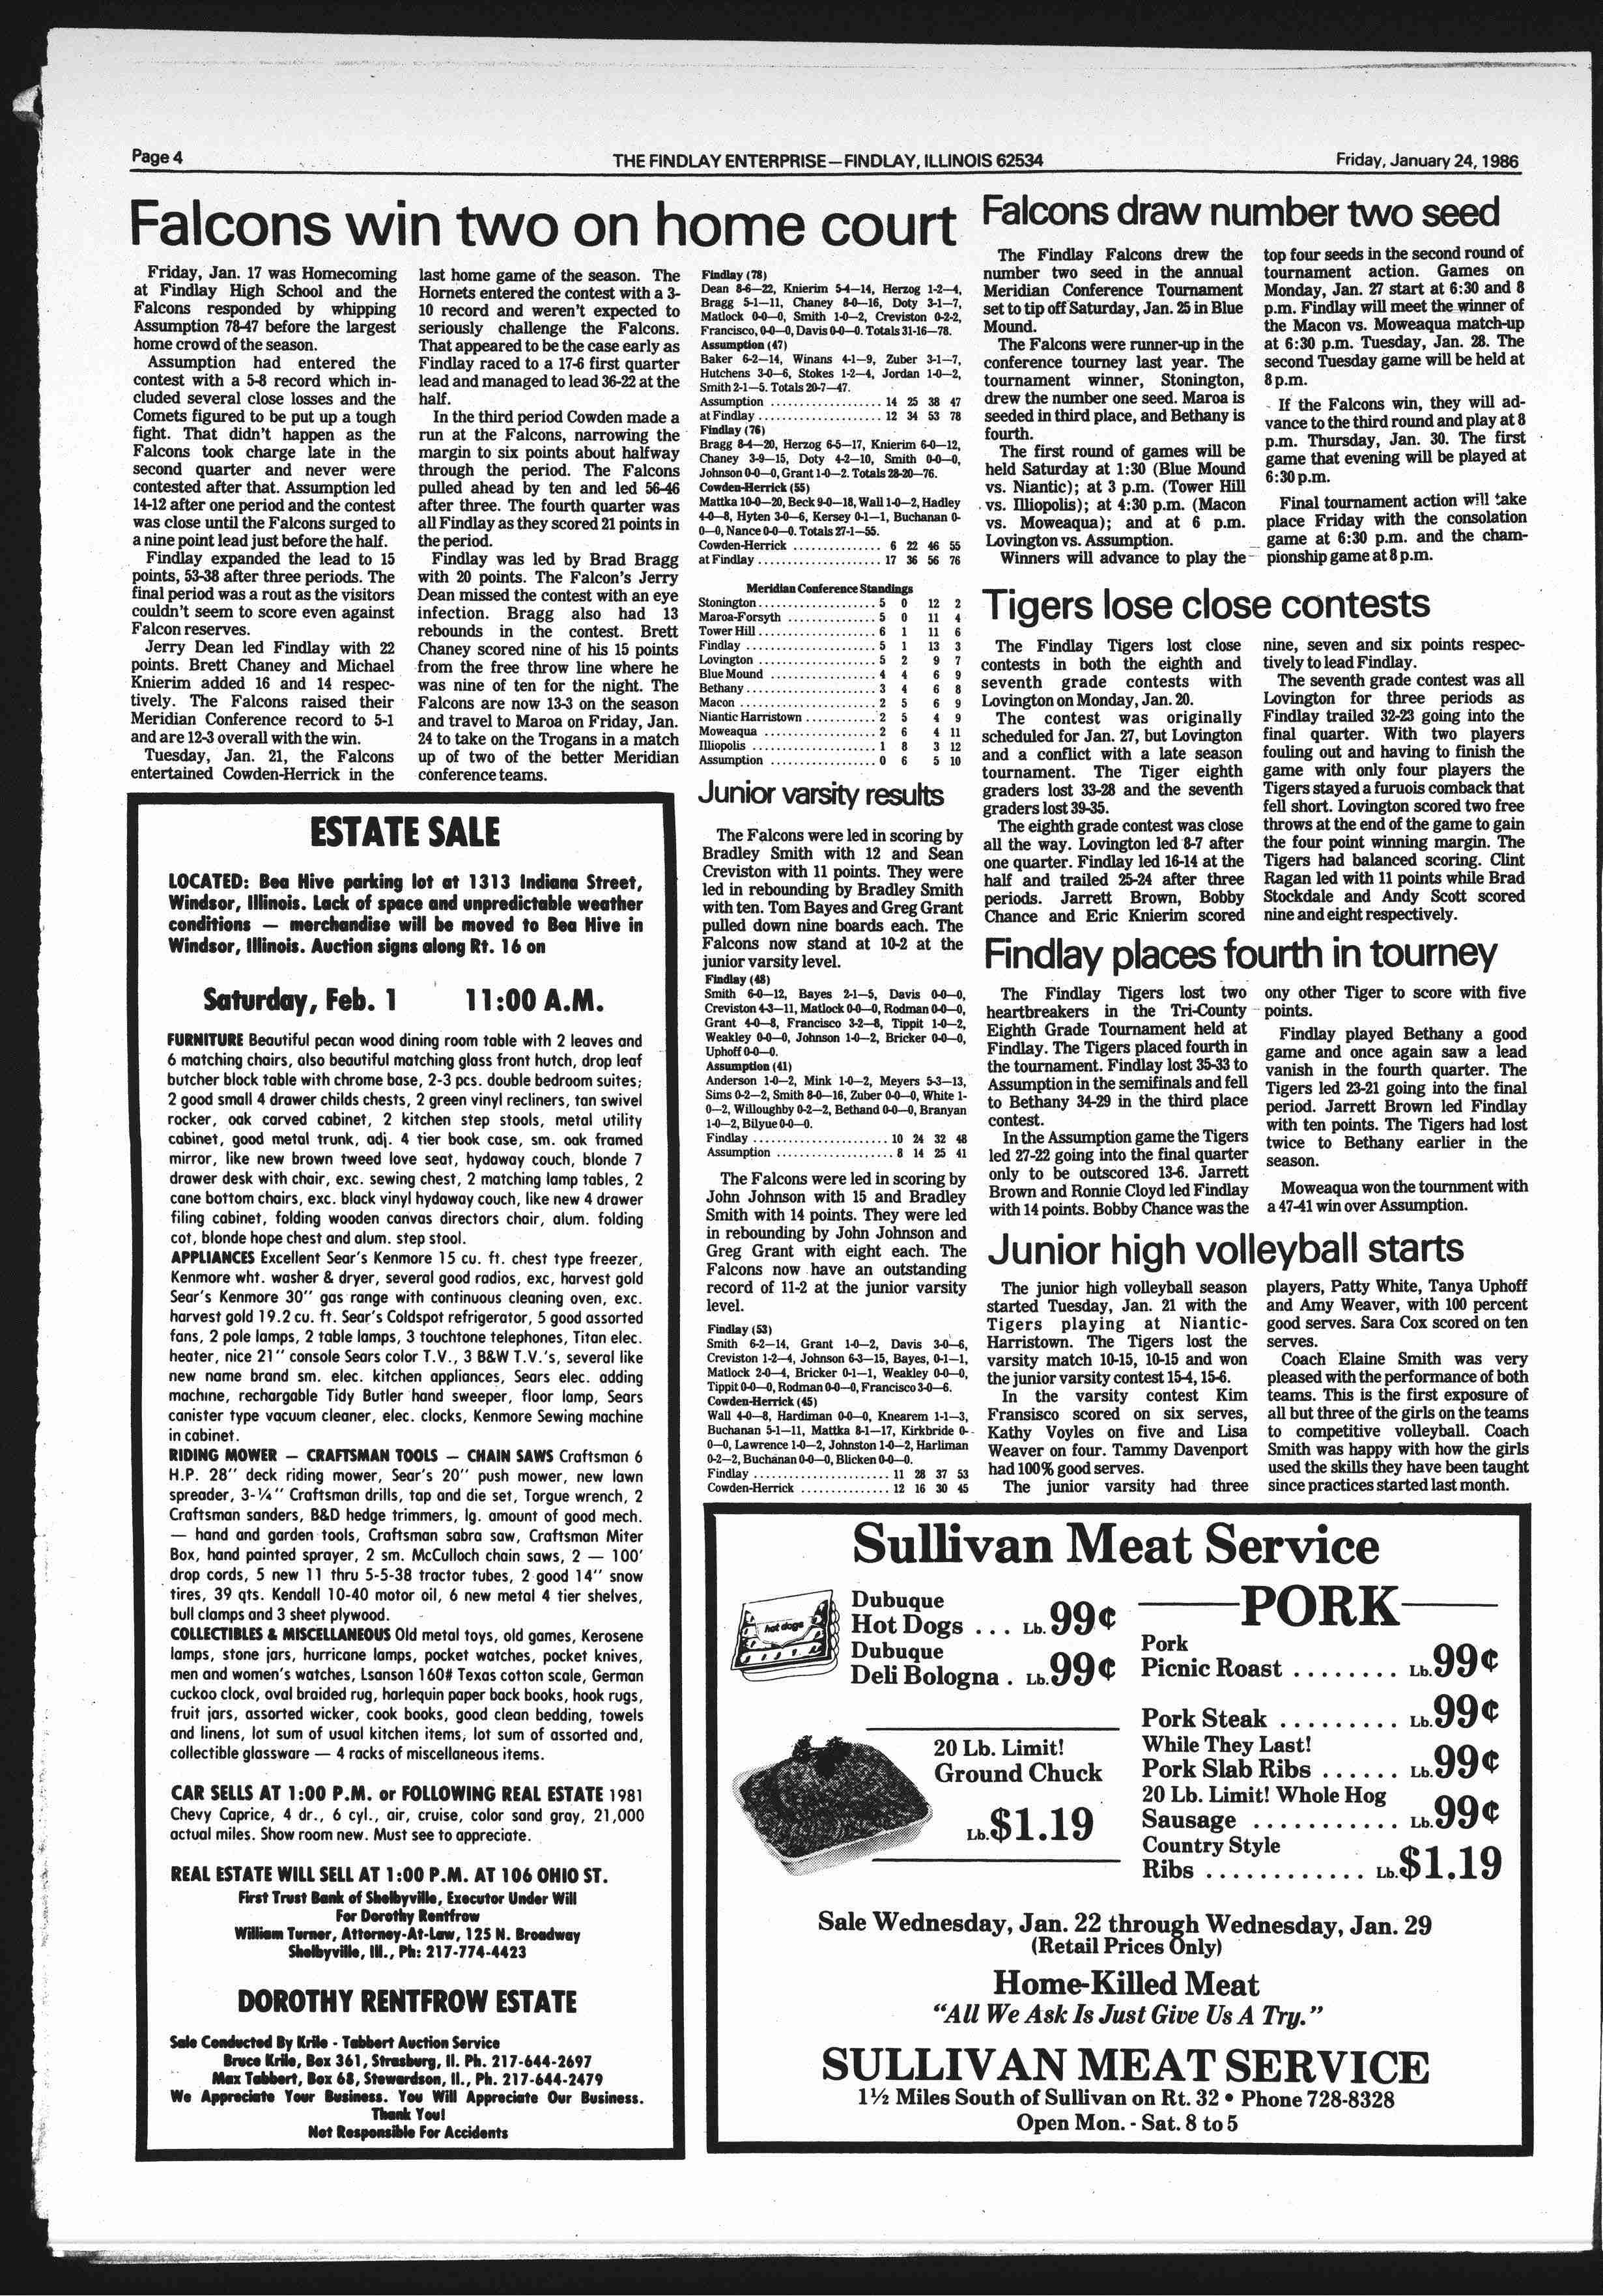 Page 4
THE FINDLAY ENTERPRISE—FINDLAY, ILLINOIS 62534
Friday, January 24, 1986
Falcons win two on home court
Friday, Jan. 17 was Homecoming
at Findlay High School and the
Falcons responded by whipping
Assumption 78-47 before the largest
home crowd of the season.
Assumption had entered the
contest with a 5-8 record which in-
cluded several close losses and the
Comets figured to be put up a tough
fight. That didn't happen as the
Falcons took charge late in the
second quarter and never were
contested after that. Assumption led
14-12 after one period and the contest
was close until the Falcons surged to
a nine point lead just before the half.
Findlay expanded the lead to 15
points, 53-38 after three periods. The
final period was a rout as the visitors
couldn't seem to score even against
Falcon reserves.
Jerry Dean led Findlay with 22
points. Brett Chaney and Michael
Knierim added 16 and 14 respec-
tively. The Falcons raised their
Meridian Conference record to 5-1
and are 12-3 overall with the win.
Tuesday, Jan. 21, the Falcons
entertained Cowden-Herrick in the
last home game of the season. The
Hornets entered the contest with a 3-
10 record and weren't expected to
seriously challenge the Falcons.
That appeared to be the case early as
Findlay raced to a 17-6 first quarter
lead and managed to lead 36-22 at the
half.
In the third period Cowden made a
run at the Falcons, narrowing the
margin to six points about halfway
through the period. The Falcons
pulled ahead by ten and led 56-46
after three. The fourth quarter was
all Findlay as they scored 21 points in
the period.
Findlay was led by Brad Bragg
with 20 points. The Falcon's Jerry
Dean missed the contest with an eye
infection. Bragg also had 13
rebounds in the contest. Brett
Chaney scored nine of his 15 points
from the free throw line where he
was nine of ten for the night. The
Falcons are now 13-3 on the season
and travel to Maroa on Friday, Jan.
24 to take on the Trogans in a match
up of two of the better Meridian
conference teams.
Findlay (78)
Dean 8-6—22, Knierim 5-4—14, Herzog 1-2—4,
Bragg 5-1—11, Chaney 8-0—16, Doty 3-1—7,
Matlock 0-0—0, Smith 1-0—2, Creviston 0-2-2,
Francisco, 0-0—0, Davis 0-0—0. Totals 31-16—78.
Assumption (47)
Baker 6-2—14, Winans 4-1—9, Zuber 3-1—7,
Hutchens 3-0—6, Stokes 1-2—4, Jordan 1-0—2,
Smith 2-1—5. Totals 20-7—47.
Assumption ................... 14 25 38 47
at Findlay ..................... 12 34 53 78
Findlay (76)
Bragg 8-4—20, Herzog 6-5—17, Knierim 6-0—12,
Chaney 3-9—15, Doty 4-2—10, Smith 0-0—0,
Johnson 0-0—0, Grant 1-0—2. Totals 28-20—76.
Cowden-Herrick (55)
Mattka 10-0—20, Beck 9-0—18, Wall 1-0—2, Hadley
4-0—8, Hyten 3-0—6, Kersey 0-1—1, Buchanan 0-
0—0, Nance 0-0—0. Totals 27-1—55.
Cowden-Herrick ............... 6 22 46 55
at Findlay ..................... 17 36 56 76
Meridian Conference Standings
Stonington .................... 5 0 12 2
Maroa-Forsyth ............... 5 0 11 4
Tower Hill .................... 6 1 11 6
Findlay ...................... 5 1 13 3
Lovington .................... 5 2 9 7
Blue Mound .................. 4 4 6 9
Bethany ...................... 3 4 6 8
Macon ....................... 2 5 6 9
Niantic Harristown ............ 2 5 4 9
Moweaqua ................... 2 6 4 11
Illiopolis ..................... 1 8 3 12
Assumption .................. 0 6 5 10
Junior varsity results
The Falcons were led in scoring by
Bradley Smith with 12 and Sean
Creviston with 11 points. They were
led in rebounding by Bradley Smith
with ten. Tom Bayes and Greg Grant
pulled down nine boards each. The
Falcons now stand at 10-2 at the
junior varsity level.
Findlay (48)
Smith 6-0—12, Bayes 2-1—5, Davis 0-0—0,
Creviston 4-3—11, Matlock 0-0—0, Rodman 0-0—0,
Grant 4-0—8, Francisco 3-2—8, Tippit 1-0—2,
Weakley 0-0—0, Johnson 1-0—2, Bricker 0-0—0,
Uphoff 0-0—0.
Assumption (41)
Anderson 1-0—2, Mink 1-0—2, Meyers 5-3—13,
Sims 0-2—2, Smith 8-0—16, Zuber 0-0—0, White 1-
0—2, Willoughby 0-2—2, Bethand 0-0—0, Branyan
1-0—2, Bilyue 0-0—0.
Findlay ....................... 10 24 32 48
Assumption .................... 8 14 25 41
The Falcons were led in scoring by
John Johnson with 15 and Bradley
Smith with 14 points. They were led
in rebounding by John Johnson and
Greg Grant with eight each. The
Falcons now have an outstanding
record of 11-2 at the junior varsity
level.
Findlay (53)
Smith 6-2—14, Grant 1-0—2, Davis 3-0—6,
Creviston 1-2—4, Johnson 6-3—15, Bayes, 0-1—1,
Matlock 2-0—4, Bricker 0-1—1, Weakley 0-0—0,
Tippit 0-0—0, Rodman 0-0—0, Francisco 3-0—6.
Cowden-Herrick (45)
Wall 4-0—8, Hardiman 0-0—0, Knearem 1-1—3,
Buchanan 5-1—11, Mattka 8-1—17, Kirkbride 0-
0—0, Lawrence 1-0—2, Johnston 1-0—2, Harliman
0-2—2, Buchanan 0-0—0, Blicken 0-0—0.
Findlay ....................... 11 28 37 53
Cowden-Herrick ............... 12 16 30 45
Falcons draw number two seed
The Findlay Falcons drew the
number two seed in the annual
Meridian Conference Tournament
set to tip off Saturday, Jan. 25 in Blue
Mound.
The Falcons were runner-up in the
conference tourney last year. The
tournament winner, Stonington,
drew the number one seed. Maroa is
seeded in third place, and Bethany is
fourth.
The first round of games will be
held Saturday at 1:30 (Blue Mound
vs. Niantic); at 3 p.m. (Tower Hill
vs. Illiopolis); at 4:30 p.m. (Macon
vs. Moweaqua); and at 6 p.m.
Lovington vs. Assumption.
Winners will advance to play the
top four seeds in the second round of
tournament action. Games on
Monday, Jan. 27 start at 6:30 and 8
p.m. Findlay will meet the winner of
the Macon vs. Moweaqua match-up
at 6:30 p.m. Tuesday, Jan. 28. The
second Tuesday game will be held at
8 p.m.
If the Falcons win, they will ad-
vance to the third round and play at 8
p.m. Thursday, Jan. 30. The first
game that evening will be played at
6:30 p.m.
Final tournament action will take
place Friday with the consolation
game at 6:30 p.m. and the cham-
pionship game at 8 p.m.
Tigers lose close contests
The Findlay Tigers lost close
contests in both the eighth and
seventh grade contests with
Lovington on Monday, Jan. 20.
The contest was originally
scheduled for Jan. 27, but Lovington
and a conflict with a late season
tournament. The Tiger eighth
graders lost 33-28 and the seventh
graders lost 39-35.
The eighth grade contest was close
all the way. Lovington led 8-7 after
one quarter. Findlay led 16-14 at the
half and trailed 25-24 after three
periods. Jarrett Brown, Bobby
Chance and Eric Knierim scored
nine, seven and six points respec-
tively to lead Findlay.
The seventh grade contest was all
Lovington for three periods as
Findlay trailed 32-23 going into the
final quarter. With two players
fouling out and having to finish the
game with only four players the
Tigers stayed a furuois comback that
fell short. Lovington scored two free
throws at the end of the game to gain
the four point winning margin. The
Tigers had balanced scoring. Clint
Ragan led with 11 points while Brad
Stockdale and Andy Scott scored
nine and eight respectively.
Findlay places fourth in tourney
The Findlay Tigers lost two
heartbreakers in the Tri-County
Eighth Grade Tournament held at
Findlay. The Tigers placed fourth in
the tournament. Findlay lost 35-33 to
Assumption in the semifinals and fell
to Bethany 34-29 in the third place
contest.
In the Assumption game the Tigers
led 27-22 going into the final quarter
only to be outscored 13-6. Jarrett
Brown and Ronnie Cloyd led Findlay
with 14 points. Bobby Chance was the
ony other Tiger to score with five
points.
Findlay played Bethany a good
game and once again saw a lead
vanish in the fourth quarter. The
Tigers led 23-21 going into the final
period. Jarrett Brown led Findlay
with ten points. The Tigers had lost
twice to Bethany earlier in the
season.
Moweaqua won the tournment with
a 47-41 win over Assumption.
Junior high volleyball starts
The junior high volleyball season
started Tuesday, Jan. 21 with the
Tigers playing at Niantic-
Harristown. The Tigers lost the
varsity match 10-15, 10-15 and won
the junior varsity contest 15-4, 15-6.
In the varsity contest Kim
Fransisco scored on six serves,
Kathy Voyles on five and Lisa
Weaver on four. Tammy Davenport
had 100% good serves.
The junior varsity had three
players, Patty White, Tanya Uphoff
and Amy Weaver, with 100 percent
good serves. Sara Cox scored on ten
serves.
Coach Elaine Smith was very
pleased with the performance of both
teams. This is the first exposure of
all but three of the girls on the teams
to competitive volleyball. Coach
Smith was happy with how the girls
used the skills they have been taught
since practices started last month.
ESTATE SALE
LOCATED: Bea Hive parking lot at 1313 Indiana Street,
Windsor, Illinois. Lack of space and unpredictable weather
conditions — merchandise will be moved to Bea Hive in
Windsor, Illinois. Auction signs along Rt. 16 on
Saturday, Feb. 1 11:00 A.M.
FURNITURE Beautiful pecan wood dining room table with 2 leaves and
6 matching chairs, also beautiful matching glass front hutch, drop leaf
butcher block table with chrome base, 2-3 pcs. double bedroom suites;
2 good small 4 drawer childs chests, 2 green vinyl recliners, tan swivel
rocker, oak carved cabinet, 2 kitchen step stools, metal utility
cabinet, good metal trunk, adj. 4 tier book case, sm. oak framed
mirror, like new brown tweed love seat, hydaway couch, blonde 7
drawer desk with chair, exc. sewing chest, 2 matching lamp tables, 2
cane bottom chairs, exc. black vinyl hydaway couch, like new 4 drawer
filing cabinet, folding wooden canvas directors chair, alum. folding
cot, blonde hope chest and alum. step stool.
APPLIANCES Excellent Sear's Kenmore 15 cu. ft. chest type freezer,
Kenmore wht. washer & dryer, several good radios, exc, harvest gold
Sear's Kenmore 30" gas range with continuous cleaning oven, exc.
harvest gold 19.2 cu. ft. Sear's Coldspot refrigerator, 5 good assorted
fans, 2 pole lamps, 2 table lamps, 3 touchtone telephones, Titan elec.
heater, nice 21" console Sears color T.V., 3 B&W T.V.'s, several like
new name brand sm. elec. kitchen appliances, Sears elec. adding
machine, rechargable Tidy Butler hand sweeper, floor lamp, Sears
canister type vacuum cleaner, elec. clocks, Kenmore Sewing machine
in cabinet.
RIDING MOWER — CRAFTSMAN TOOLS — CHAIN SAWS Craftsman 6
H.P. 28" deck riding mower, Sear's 20" push mower, new lawn
spreader, 3-¼" Craftsman drills, tap and die set, Torgue wrench, 2
Craftsman sanders, B&D hedge trimmers, lg. amount of good mech.
— hand and garden tools, Craftsman sabra saw, Craftsman Miter
Box, hand painted sprayer, 2 sm. McCulloch chain saws, 2 — 100'
drop cords, 5 new 11 thru 5-5-38 tractor tubes, 2 good 14" snow
tires, 39 qts. Kendall 10-40 motor oil, 6 new metal 4 tier shelves,
bull clamps and 3 sheet plywood.
COLLECTIBLES & MISCELLANEOUS Old metal toys, old games, Kerosene
lamps, stone jars, hurricane lamps, pocket watches, pocket knives,
men and women's watches, Lsanson 160# Texas cotton scale, German
cuckoo clock, oval braided rug, harlequin paper back books, hook rugs,
fruit jars, assorted wicker, cook books, good clean bedding, towels
and linens, lot sum of usual kitchen items, lot sum of assorted and,
collectible glassware — 4 racks of miscellaneous items.
CAR SELLS AT 1:00 P.M. or FOLLOWING REAL ESTATE 1981
Chevy Caprice, 4 dr., 6 cyl., air, cruise, color sand gray, 21,000
actual miles. Show room new. Must see to appreciate.
REAL ESTATE WILL SELL AT 1:00 P.M. AT 106 OHIO ST.
First Trust Bank of Shelbyville, Executor Under Will
For Dorothy Rentfrow
William Turner, Attorney-At-Law, 125 N. Broadway
Shelbyville, Ill., Ph: 217-774-4423
DOROTHY RENTFROW ESTATE
Sale Conducted By Krile - Tabbert Auction Service
Bruce Krile, Box 361, Strasburg, Il. Ph. 217-644-2697
Max Tabbert, Box 68, Stewardson, Il., Ph. 217-644-2479
We Appreciate Your Business. You Will Appreciate Our Business.
Thank You!
Not Responsible For Accidents
Sullivan Meat Service
hot dogs
Dubuque
Hot Dogs ... Lb. 99¢
Dubuque
Deli Bologna . Lb. 99¢
20 Lb. Limit!
Ground Chuck
Lb. $1.19
PORK
Pork
Picnic Roast ........ Lb. 99¢
Pork Steak ......... Lb. 99¢
While They Last!
Pork Slab Ribs ...... Lb. 99¢
20 Lb. Limit! Whole Hog
Sausage ........... Lb. 99¢
Country Style
Ribs ............ Lb. $1.19
Sale Wednesday, Jan. 22 through Wednesday, Jan. 29
(Retail Prices Only)
Home-Killed Meat
"All We Ask Is Just Give Us A Try."
SULLIVAN MEAT SERVICE
1½ Miles South of Sullivan on Rt. 32 • Phone 728-8328
Open Mon. - Sat. 8 to 5